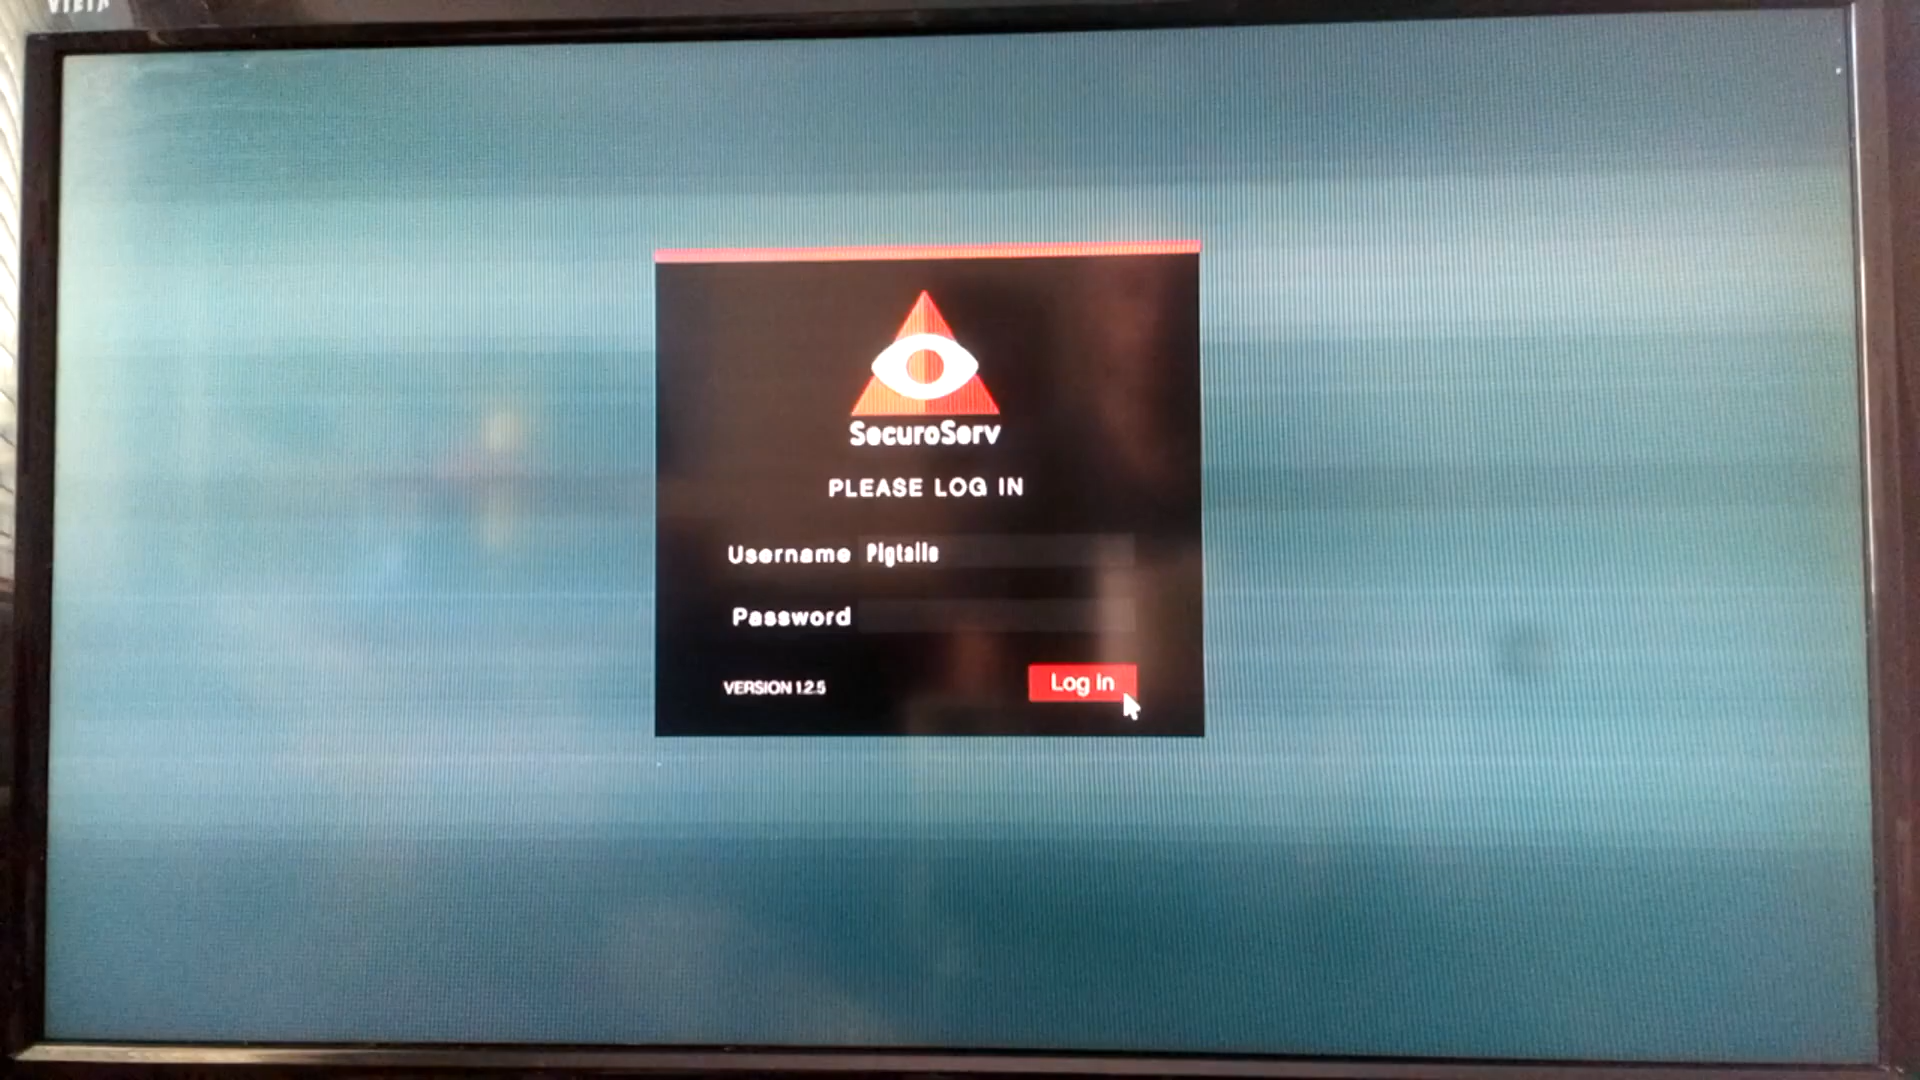 SecuroServ
PLEASE LOG IN
Username Pigtails
Password
VERSION 1.2.5
Log in